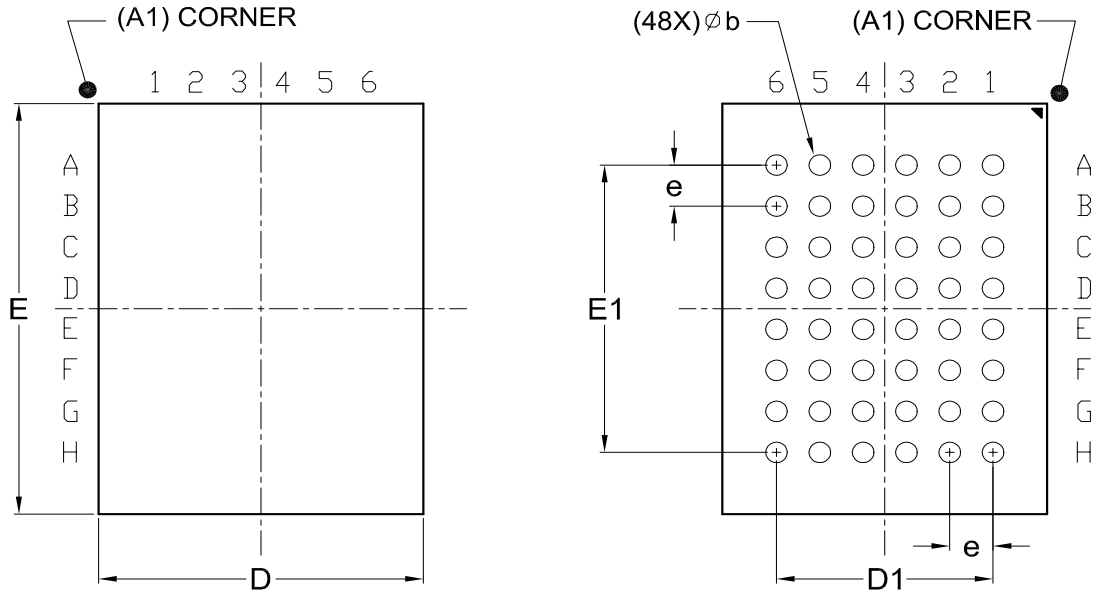 (A1) CORNER
1 2 3 4 5 6
A
B
C
D
E
F
G
H
E
D
(48X) ⌀ b
(A1) CORNER
6 5 4 3 2 1
A
B
C
D
E
F
G
H
e
E1
e
D1